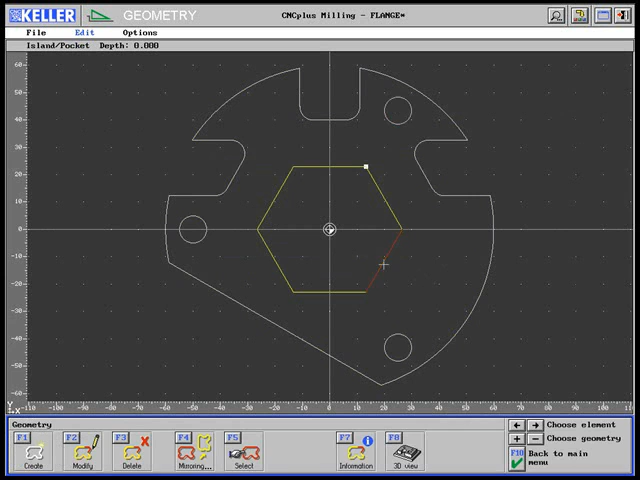 KELLER GEOMETRY CNCplus Milling - FLANGE*
File Edit Options
Island/Pocket Depth: 0.000
60
50
40
30
20
10
0
-10
-20
-30
-40
-50
-60
Y
X -110 -100 -90 -80 -70 -60 -50 -40 -30 -20 -10 0 10 20 30 40 50 60 70 80 90 100 110
Geometry
F1 F2 F3 F4 F5 F7 F8
Create Modify Delete Mirroring... Select Information 3D view
Choose element
+ - Choose geometry
F10 Back to main
menu